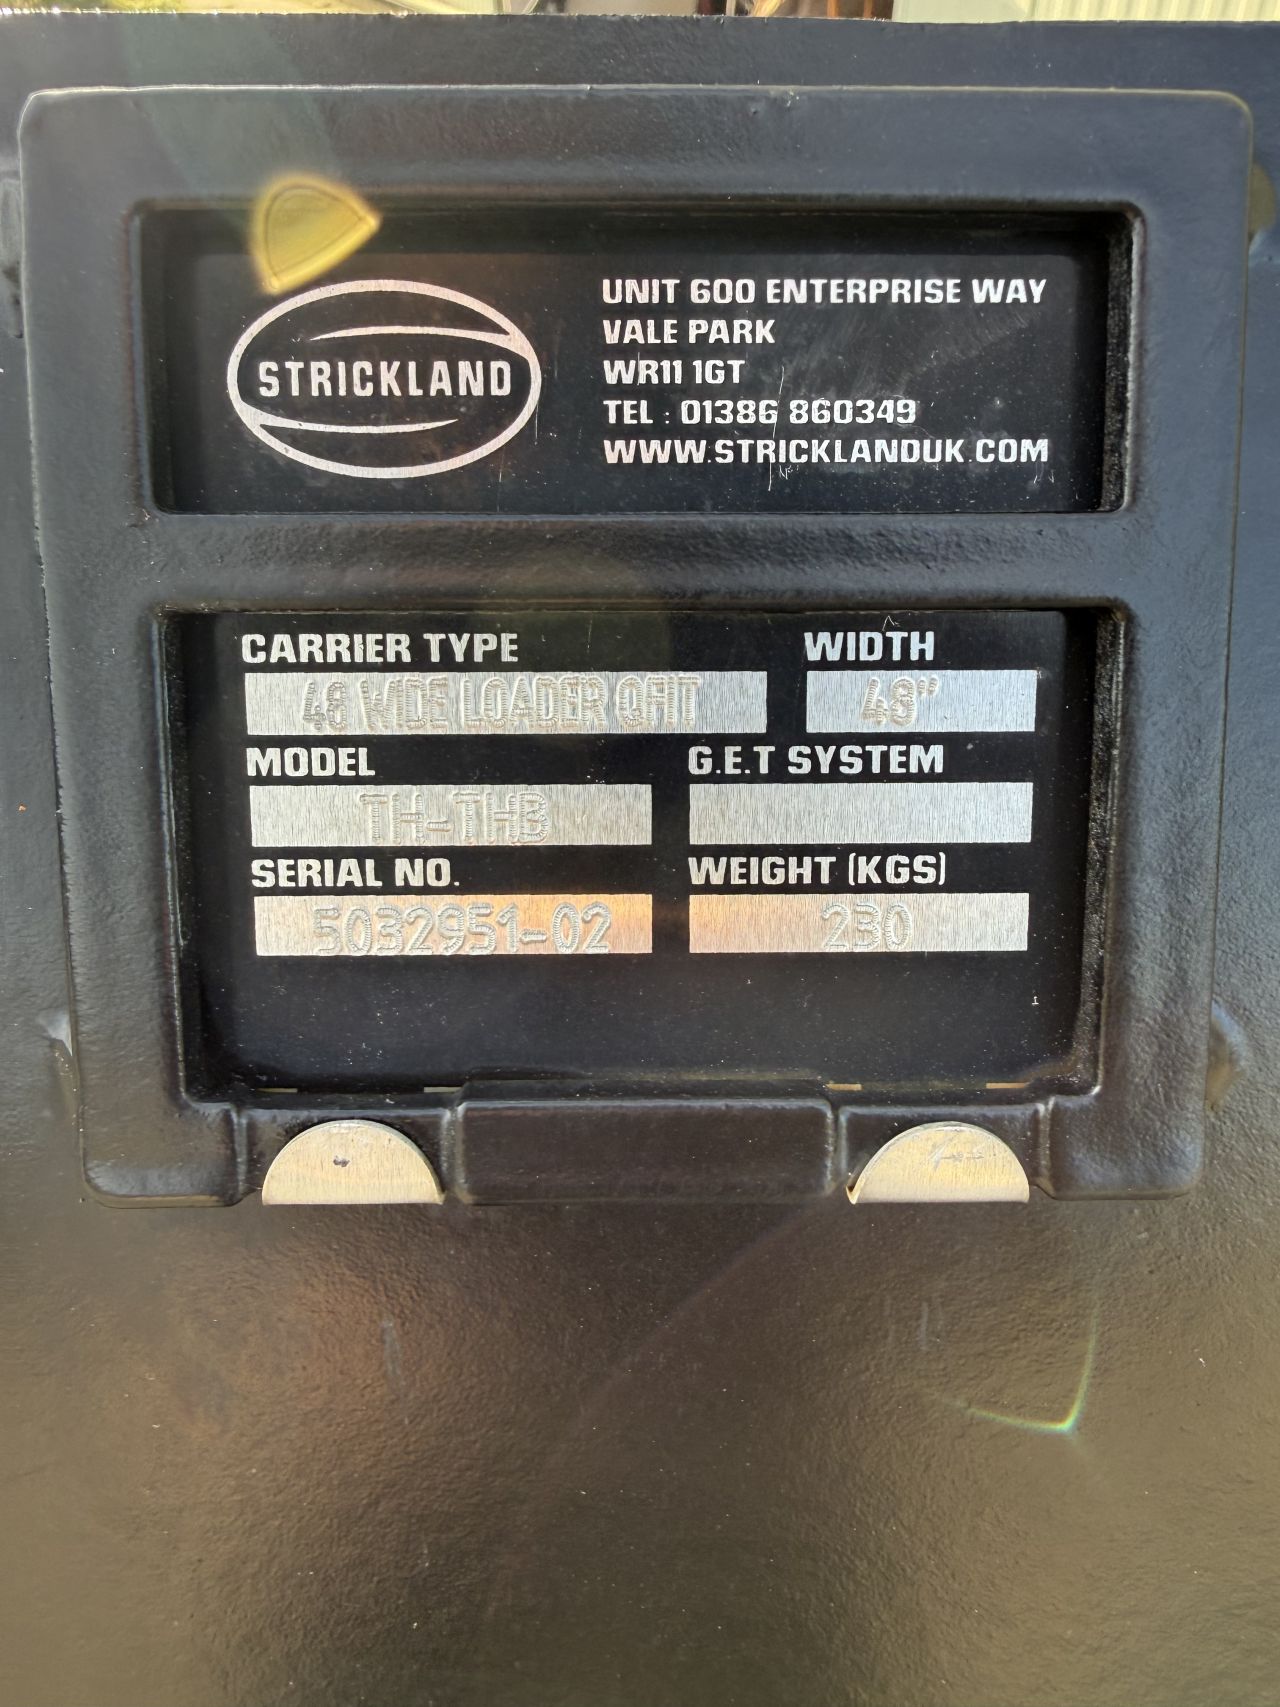 STRICKLAND
UNIT 600 ENTERPRISE WAY
VALE PARK
WR11 1GT
TEL : 01386 860349
WWW.STRICKLANDUK.COM
CARRIER TYPE WIDTH
48 WIDE LOADER QFIT 48"
MODEL G.E.T SYSTEM
TH-THB
SERIAL NO. WEIGHT (KGS)
5032951-02 230